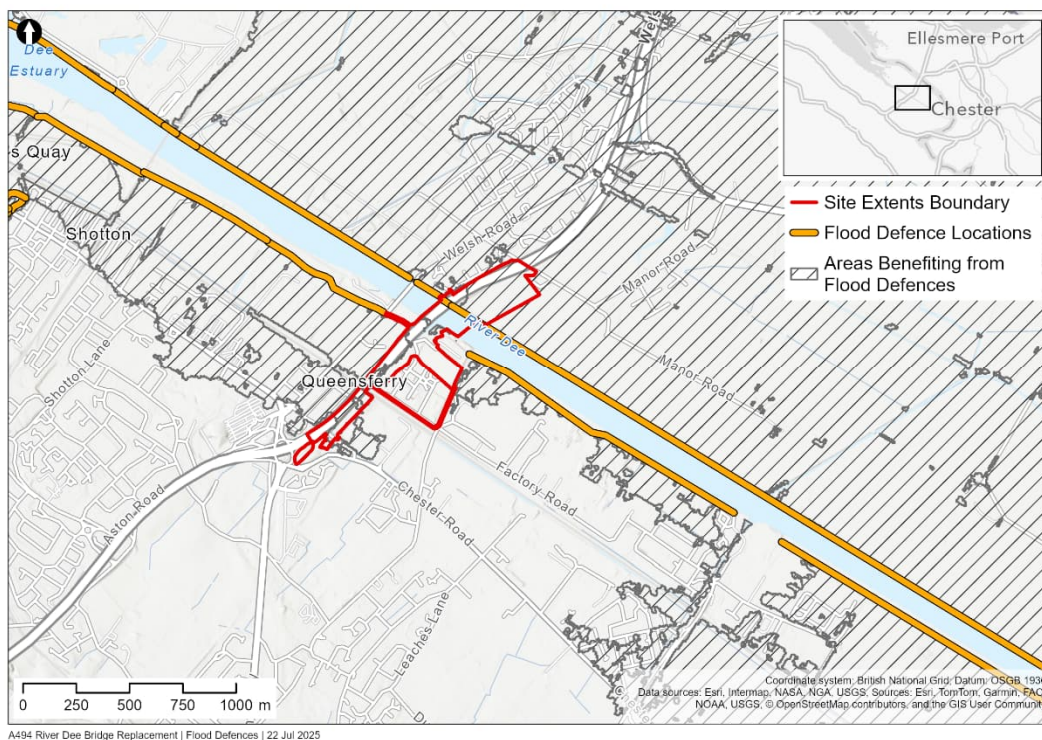 Dee
Estuary
s Quay
Shotton
Welsh Road
Wels
Manor Road
River Dee
Manor Road
Shotton Lane
Queensferry
Factory Road
Aston Road
Chester Road
Leaches Lane
Ellesmere Port
Chester
Site Extents Boundary
Flood Defence Locations
Areas Benefiting from
Flood Defences
0 250 500 750 1000 m
Coordinate system; British National Grid, Datum: OSGB 1936
Data sources: Esri, Intermap, NASA, NGA, USGS, Sources: Esri, TomTom, Garmin, FAO,
NOAA, USGS, © OpenStreetMap contributors, and the GIS User Communit
A494 River Dee Bridge Replacement | Flood Defences | 22 Jul 2025